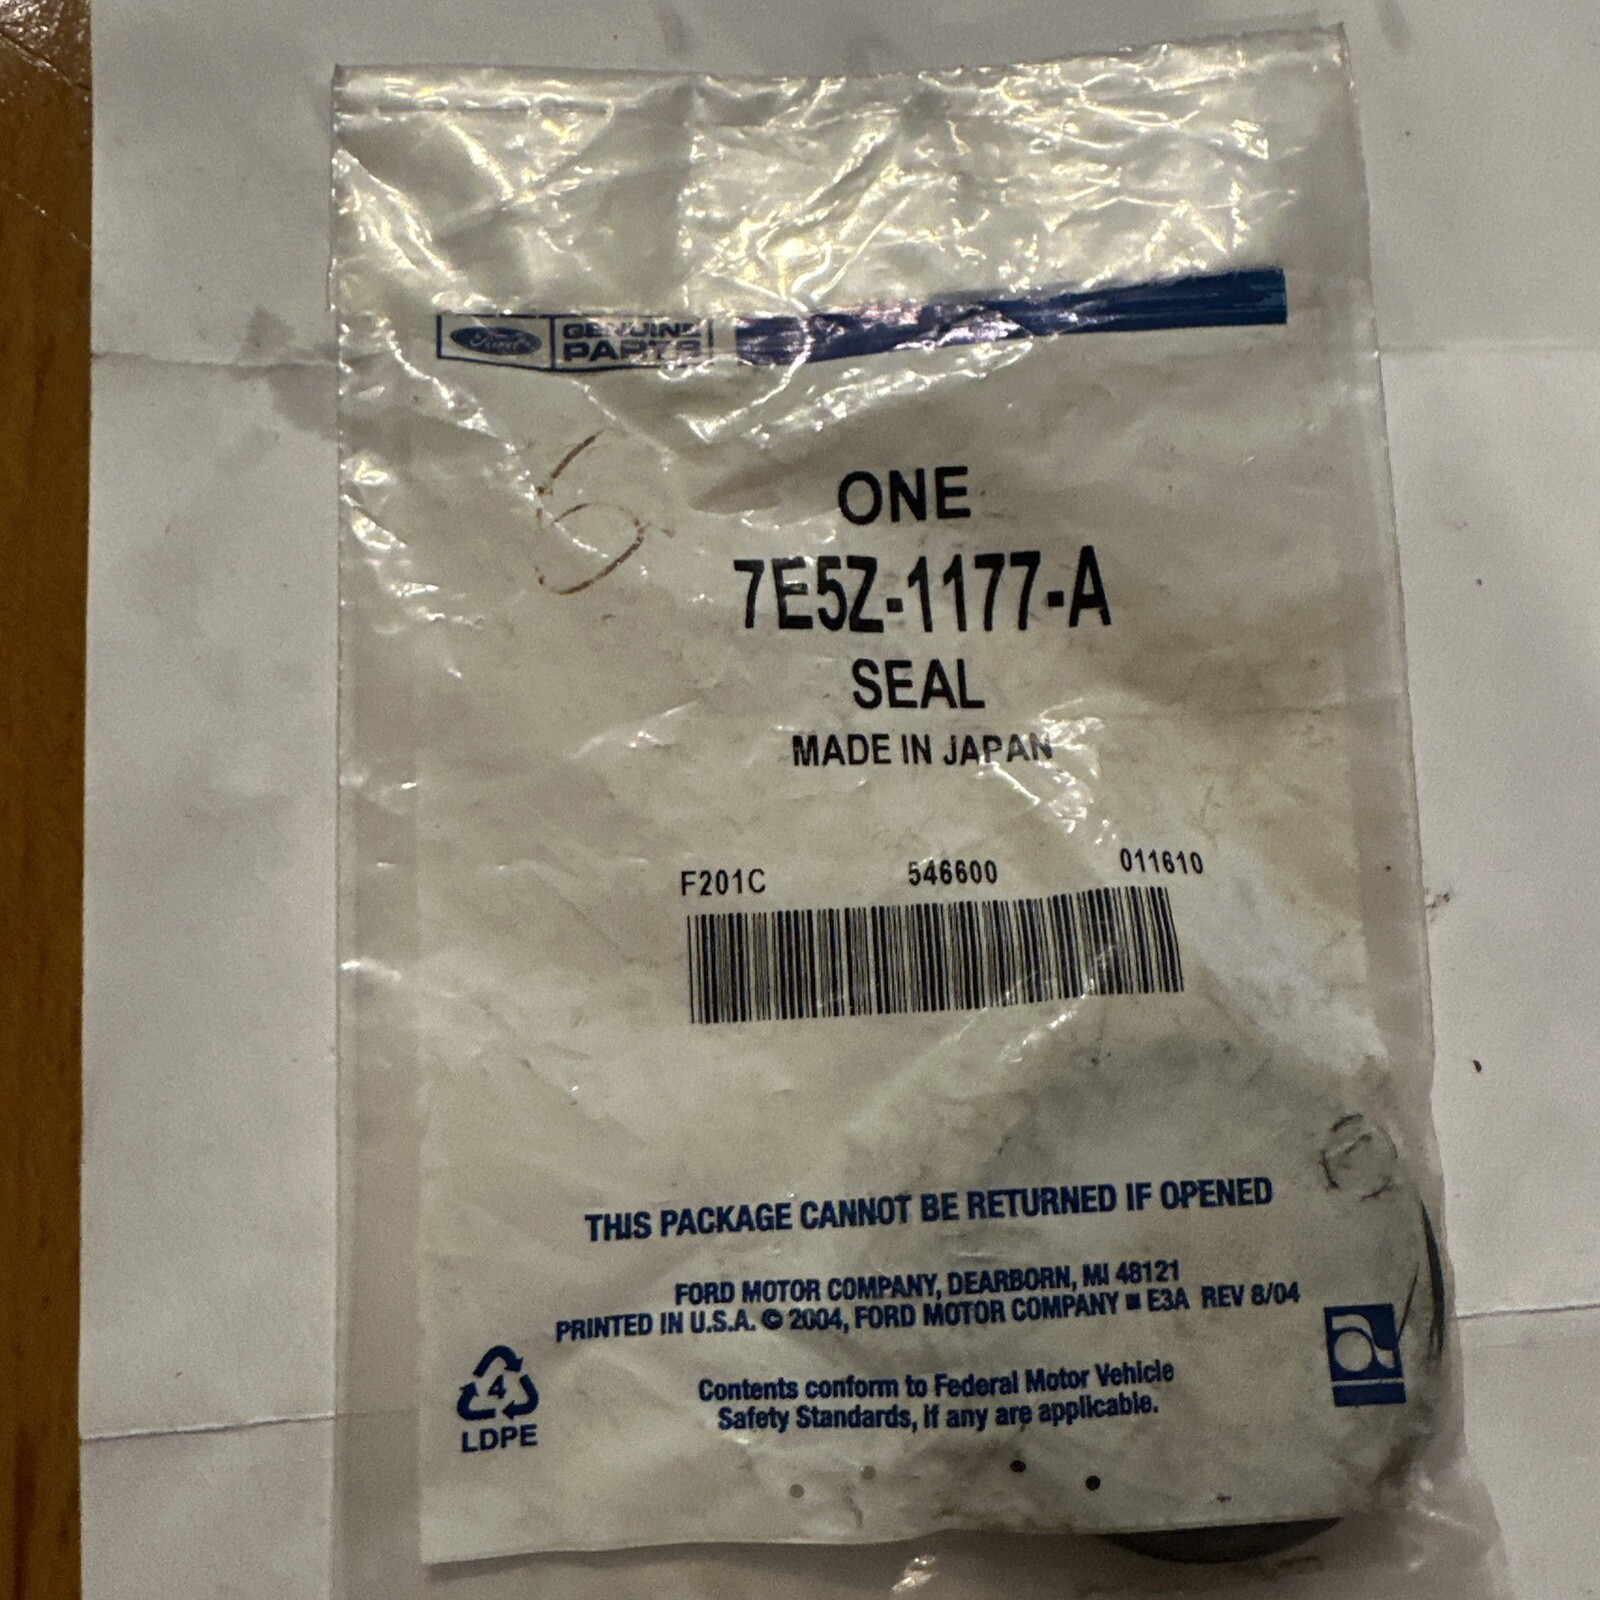 Ford GENUINE
PARTS
6
ONE
7E5Z-1177-A
SEAL
MADE IN JAPAN
F201C 546600 011610
THIS PACKAGE CANNOT BE RETURNED IF OPENED
FORD MOTOR COMPANY, DEARBORN, MI 48121
PRINTED IN U.S.A. © 2004, FORD MOTOR COMPANY ■ E3A REV 8/04
Contents conform to Federal Motor Vehicle
Safety Standards, if any are applicable.
4
LDPE